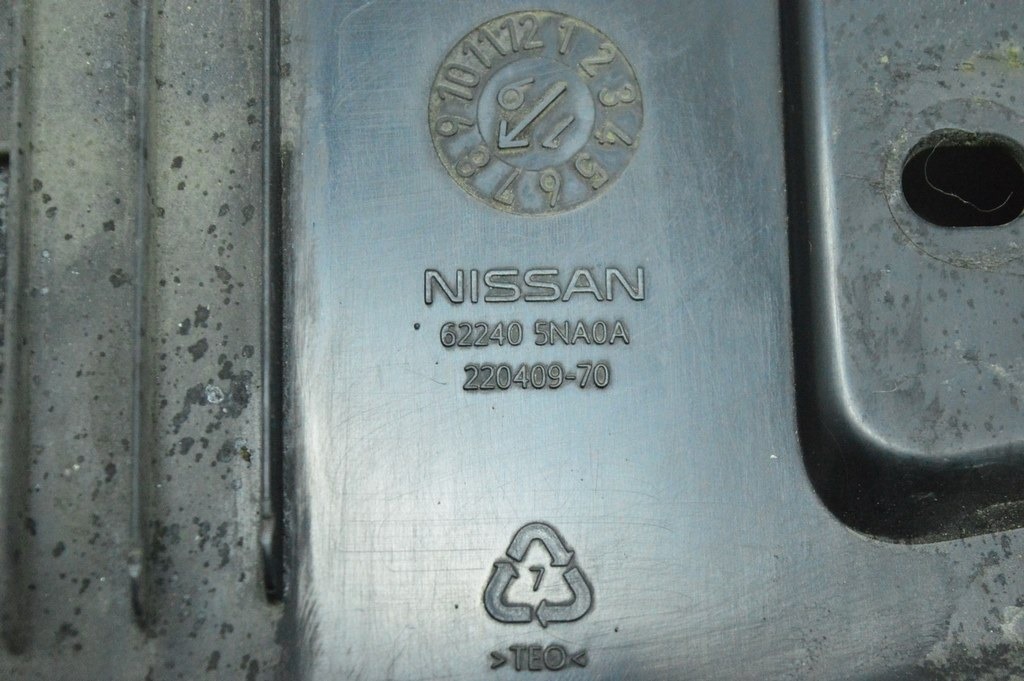 1 2 3 4 5 6 7 8 9 10 11 12
NISSAN
62240 5NA0A
220409-70
7
>TEO<